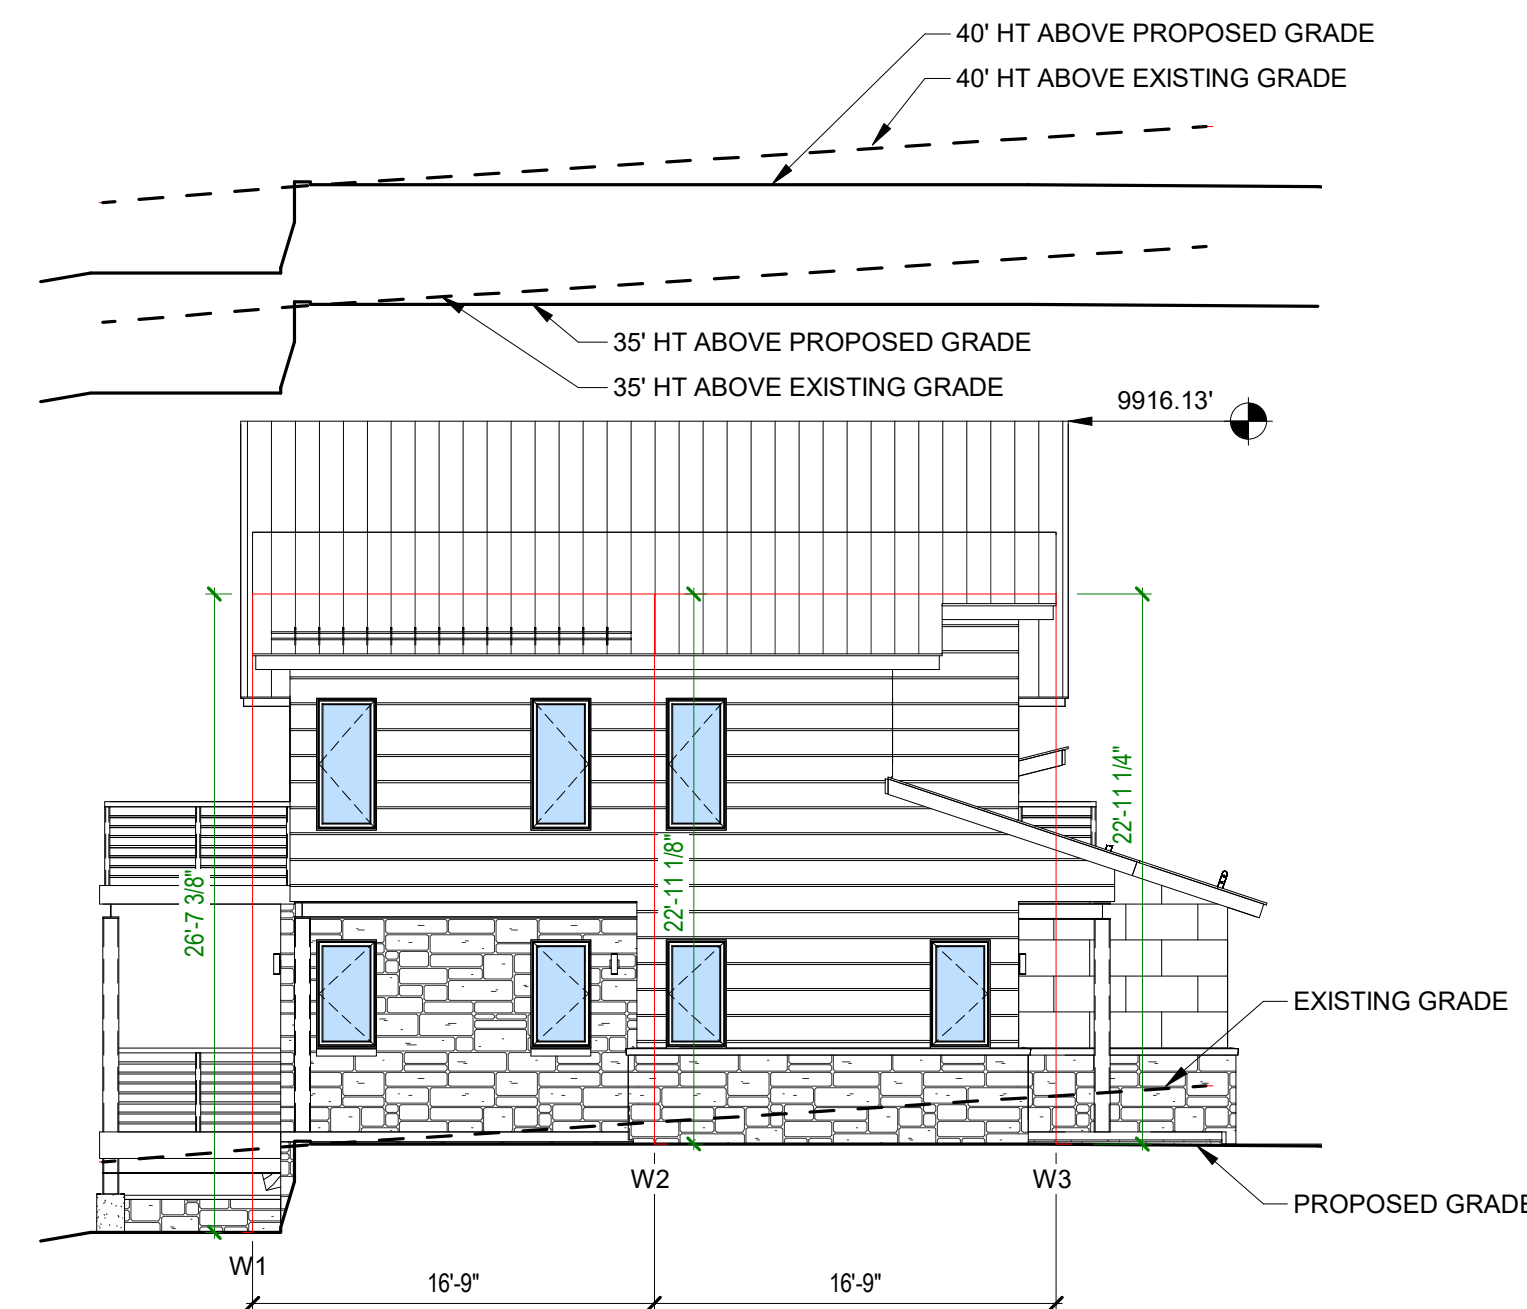 40' HT ABOVE PROPOSED GRADE
40' HT ABOVE EXISTING GRADE
35' HT ABOVE PROPOSED GRADE
35' HT ABOVE EXISTING GRADE
9916.13'
26'-7 3/8"
22'-11 1/8"
22'-11 1/4"
EXISTING GRADE
W2
W3
PROPOSED GRADE
W1
16'-9"
16'-9"